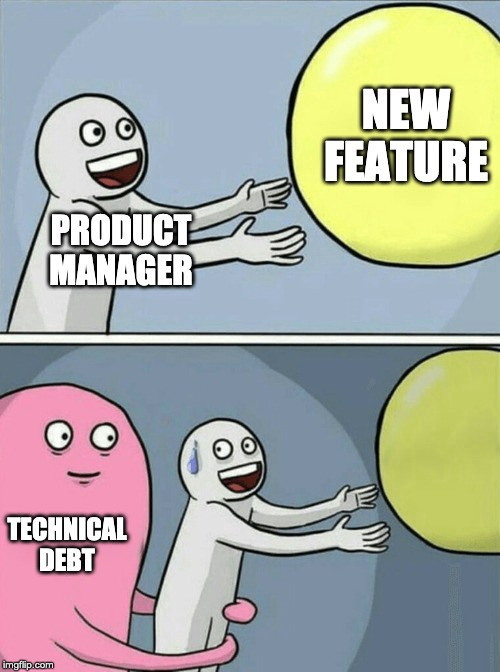 NEW
FEATURE
PRODUCT
MANAGER
TECHNICAL
DEBT
imgflip.com